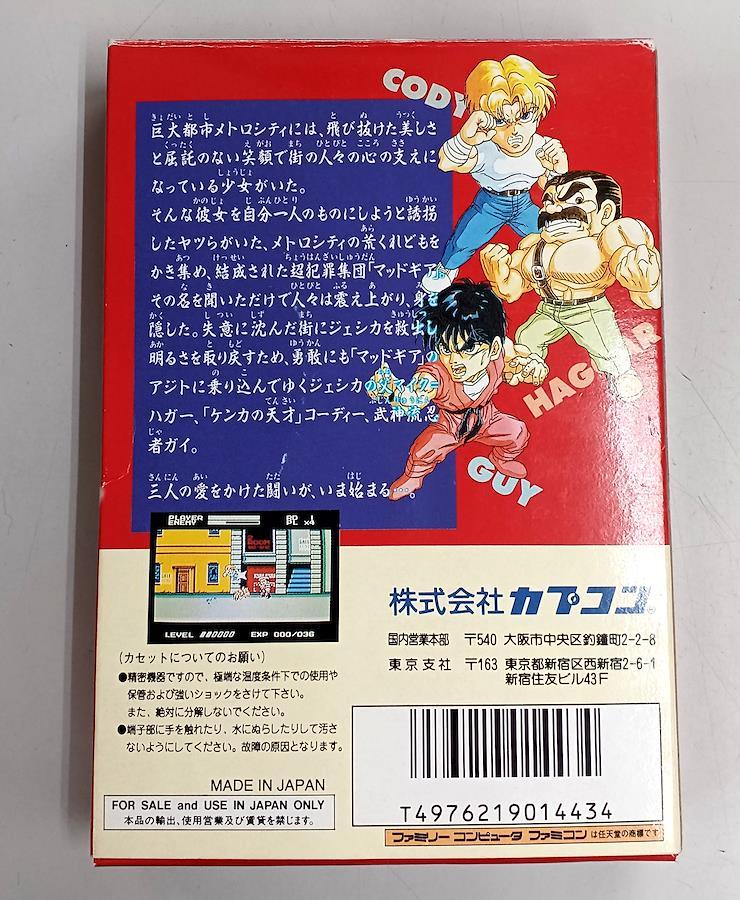 CODY
HAGGAR
GUY
巨大都市メトロシティには、飛び抜けた美しさ
と屈託のない笑顔で街の人々の心の支えに
なっている少女がいた。
そんな彼女を自分一人のものにしようと誘拐
したヤツらがいた、メトロシティの荒くれどもを
かき集め、結成された超犯罪集団「マッドギア」
その名を聞いただけで人々は震え上がり、身を
隠した。失意に沈んだ街にジェシカを救出し
明るさを取り戻すため、勇敢にも「マッドギア」の
アジトに乗り込んでゆくジェシカの父マイク=
ハガー、「ケンカの天才」コーディー、武神流忍
者ガイ。
三人の愛をかけた闘いが、いま始まる…。
PLAYER
ENEMY
BP 1
PL x4
LEVEL 000000 EXP 000/036
株式会社カプコン
国内営業本部 〒540 大阪市中央区釣鐘町2-2-8
東京支社 〒163 東京都新宿区西新宿2-6-1
新宿住友ビル43F
(カセットについてのお願い)
●精密機器ですので、極端な温度条件下での使用や
保管および強いショックをさけて下さい。
また、絶対に分解しないでください。
●端子部に手を触れたり、水にぬらしたりして汚さ
ないようにしてください。故障の原因となります。
MADE IN JAPAN
FOR SALE and USE IN JAPAN ONLY
本品の輸出、使用営業及び賃貸を禁じます。
T4976219014434
ファミリーコンピュータ ファミコンは任天堂の商標です